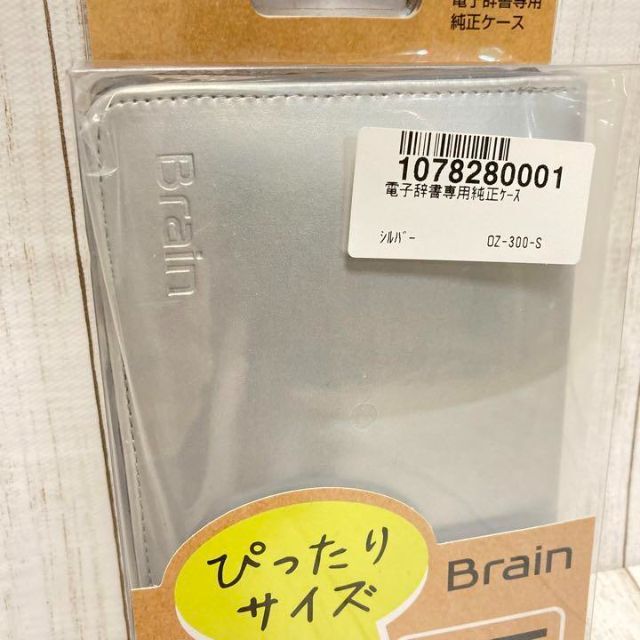 電子辞書専用
純正ケース
Brain
1078280001
電子辞書専用純正ｹｰｽ
ｼﾙﾊﾞｰ OZ-300-S
ぴったり
サイズ
Brain